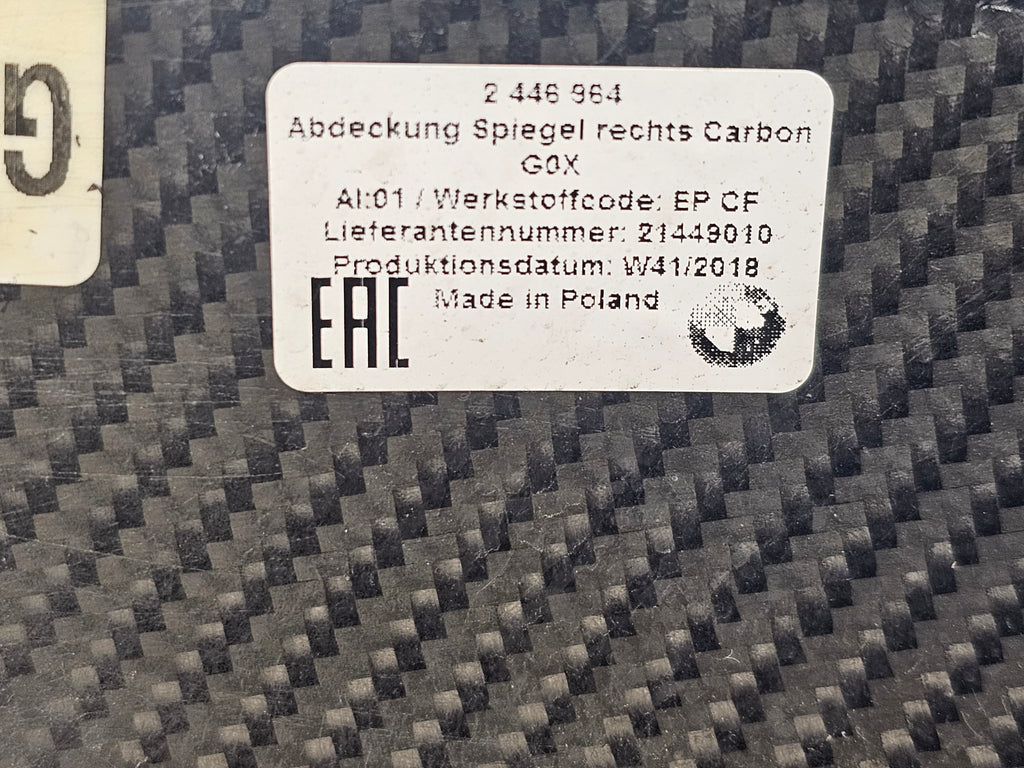 2 446 964
Abdeckung Spiegel rechts Carbon
G0X
AI:01 / Werkstoffcode: EP CF
Lieferantennummer: 21449010
Produktionsdatum: W41/2018
Made in Poland
EAC
G